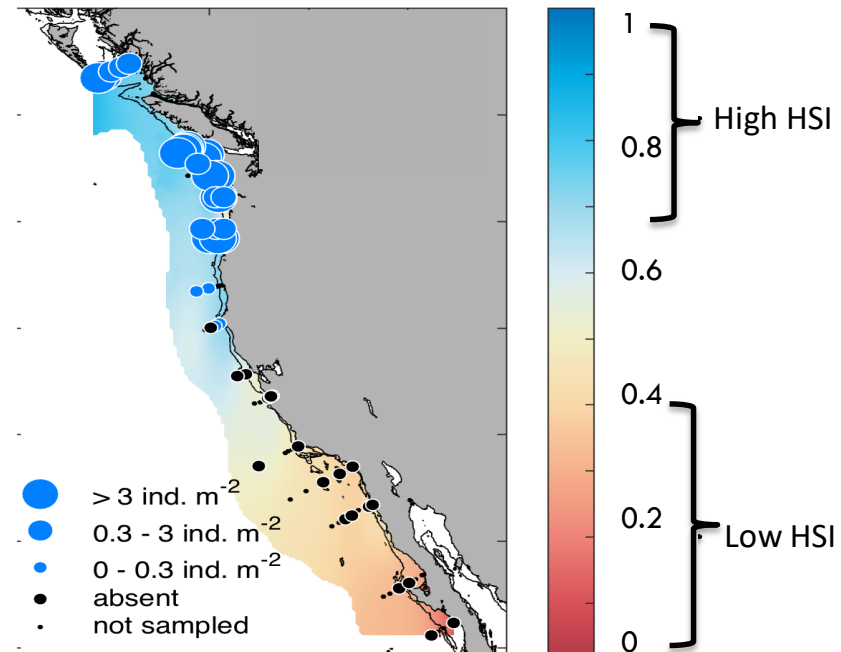 > 3 ind. m⁻²
0.3 - 3 ind. m⁻²
0 - 0.3 ind. m⁻²
absent
not sampled
1
0.8
0.6
0.4
0.2
0
High HSI
Low HSI